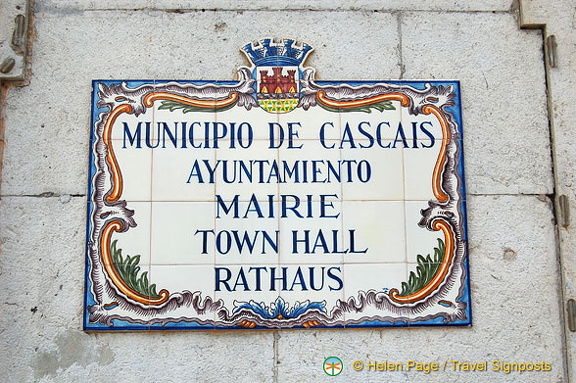 MUNICIPIO DE CASCAIS
AYUNTAMIENTO
MAIRIE
TOWN HALL
RATHAUS
© Helen Page / Travel Signposts